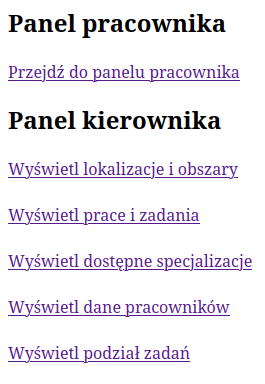 Panel pracownika
Przejdź do panelu pracownika
Panel kierownika
Wyświetl lokalizacje i obszary
Wyświetl prace i zadania
Wyświetl dostępne specjalizacje
Wyświetl dane pracowników
Wyświetl podział zadań